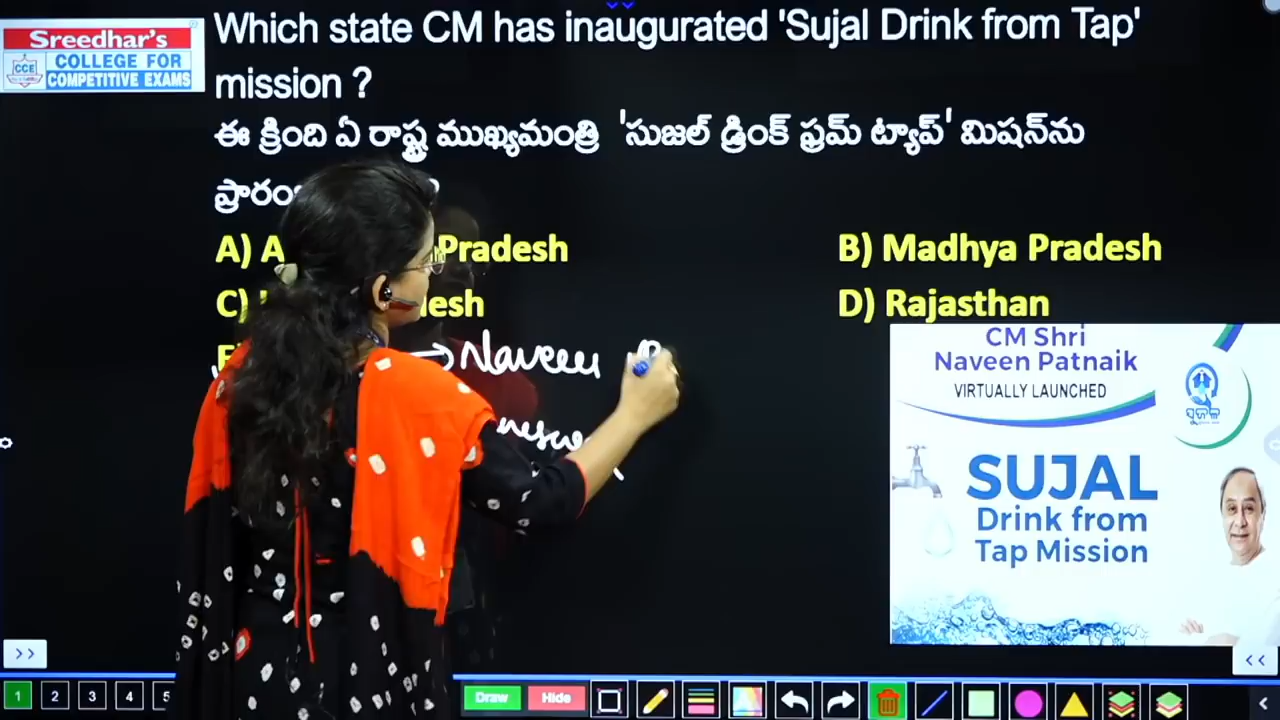 Sreedhar's
CCE
COLLEGE FOR
COMPETITIVE EXAMS
Which state CM has inaugurated 'Sujal Drink from Tap'
mission ?
ఈ క్రింది ఏ రాష్ట్ర ముఖ్యమంత్రి 'సుజల్ డ్రింక్ ఫ్రమ్ ట్యాప్' మిషన్‌ను
A) Pradesh
B) Madhya Pradesh
C)
D) Rajasthan
→ Naveen
CM Shri
Naveen Patnaik
VIRTUALLY LAUNCHED
ସୁଜଳ
SUJAL
Drink from
Tap Mission
>>
<<
1 2 3 4 5
Draw Hide